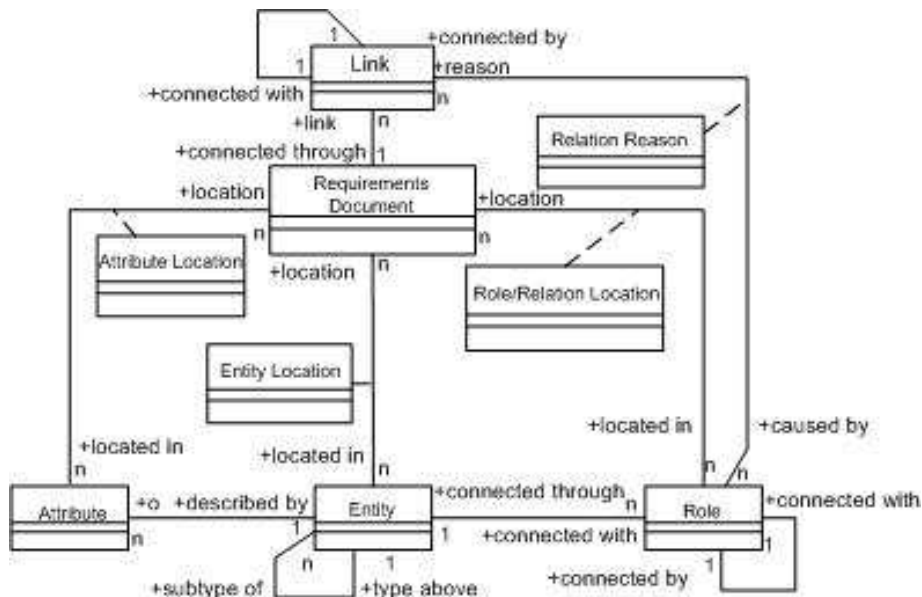 1
+connected by
1
Link
+reason
+connected with
n
+link
n
+connected through
1
Relation Reason
+location
Requirements
Document
+location
n
n
Attribute Location
+location
n
Role/Relation Location
Entity Location
+located in
+located in
+located in
+caused by
n
n
n
n
Attribute
+o
+described by
Entity
+connected through
n
Role
+connected with
n
1
1
+connected with
1
n
1
1
+subtype of
+type above
+connected by